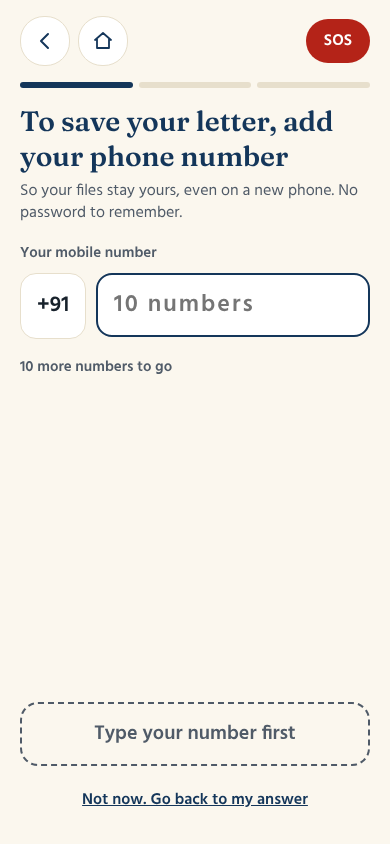 SOS
To save your letter, add
your phone number
So your files stay yours, even on a new phone. No
password to remember.
Your mobile number
+91
10 numbers
10 more numbers to go
Type your number first
Not now. Go back to my answer